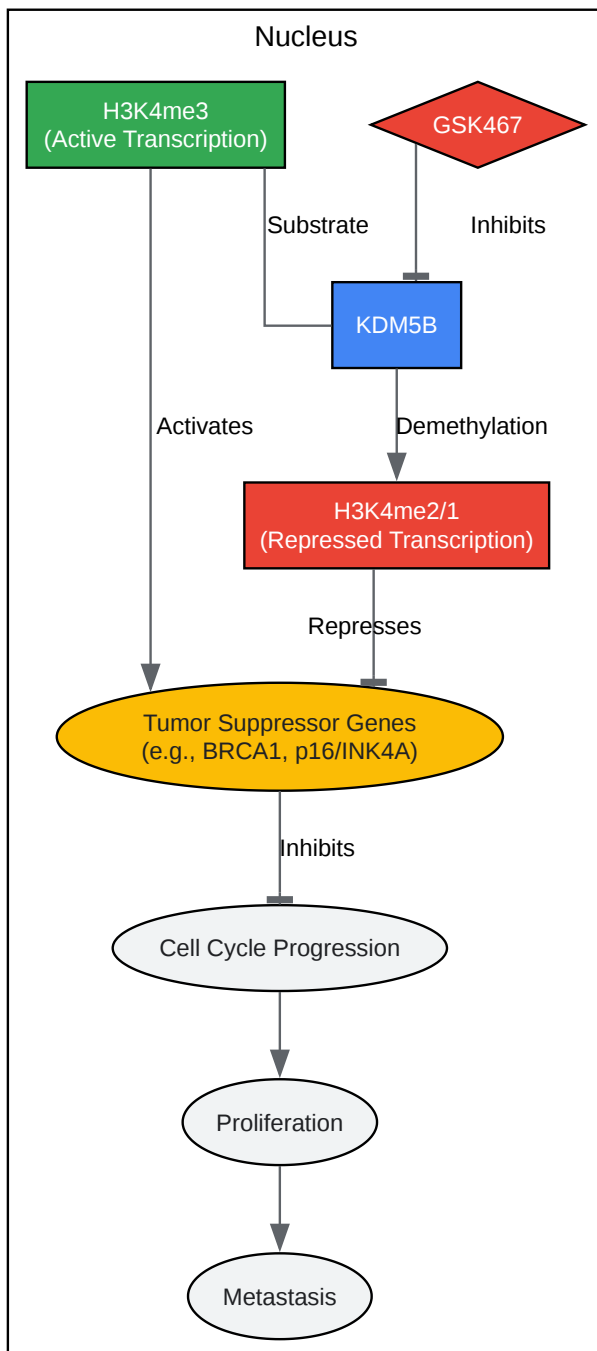 Nucleus
H3K4me3
(Active Transcription)
GSK467
Substrate
Inhibits
KDM5B
Activates
Demethylation
H3K4me2/1
(Repressed Transcription)
Represses
Tumor Suppressor Genes
(e.g., BRCA1, p16/INK4A)
Inhibits
Cell Cycle Progression
Proliferation
Metastasis